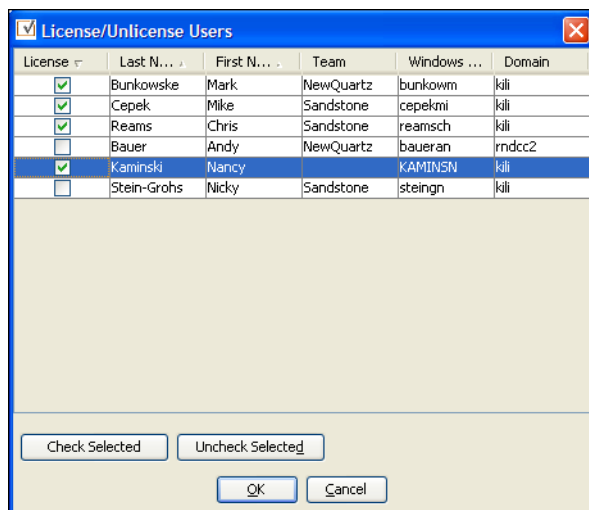 License/Unlicense Users
License Last N... First N... Team Windows ... Domain
Bunkowske Mark NewQuartz bunkowm kili
Cepek Mike Sandstone cepekmi kili
Reams Chris Sandstone reamsch kili
Bauer Andy NewQuartz baueran rndcc2
Kaminski Nancy KAMINSN kili
Stein-Grohs Nicky Sandstone steingn kili
Check Selected Uncheck Selected
OK Cancel